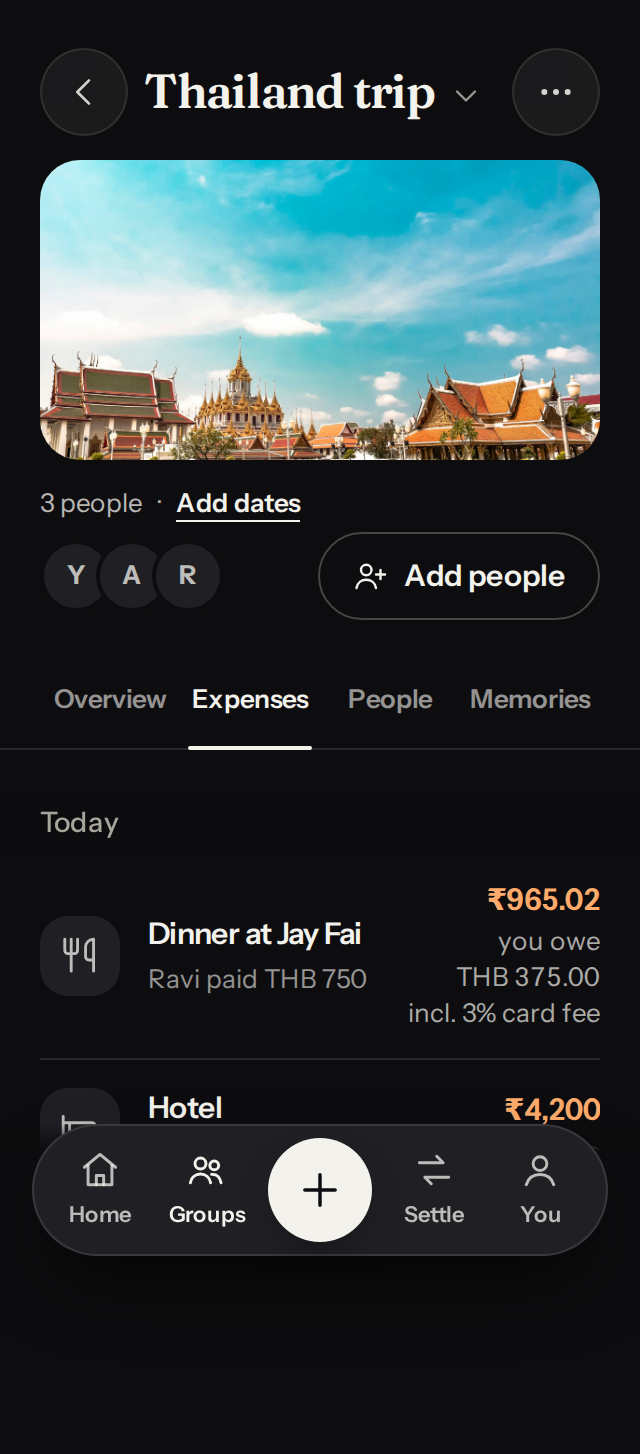 Thailand trip
3 people · Add dates
Y A R
Add people
Overview Expenses People Memories
Today
₹965.02
Dinner at Jay Fai
you owe
Ravi paid THB 750
THB 375.00
incl. 3% card fee
Hotel
₹4,200
Home Groups Settle You